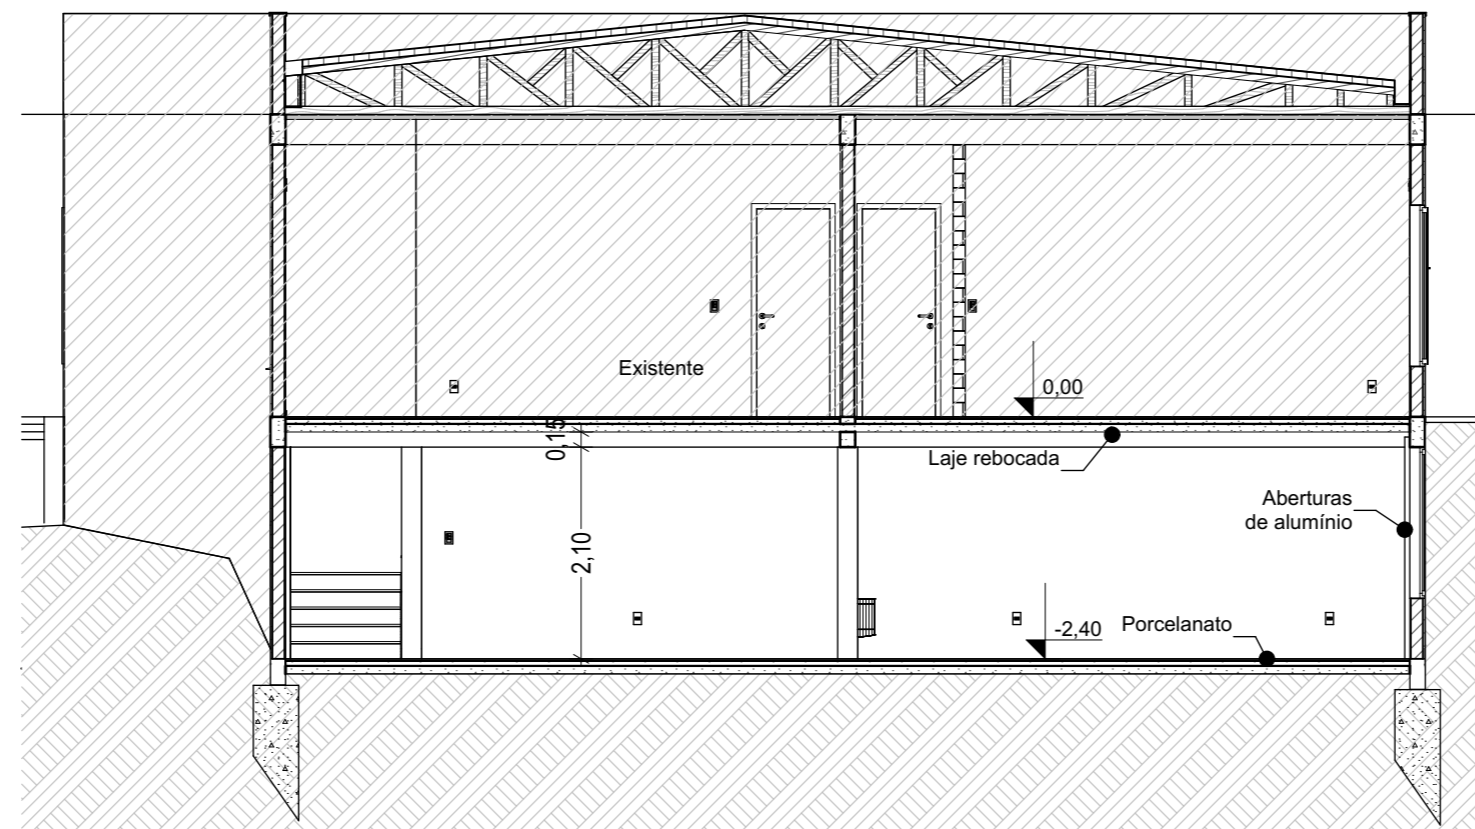 Existente
0,00
0,15
Laje rebocada
Aberturas
de alumínio
2,10
-2,40
Porcelanato